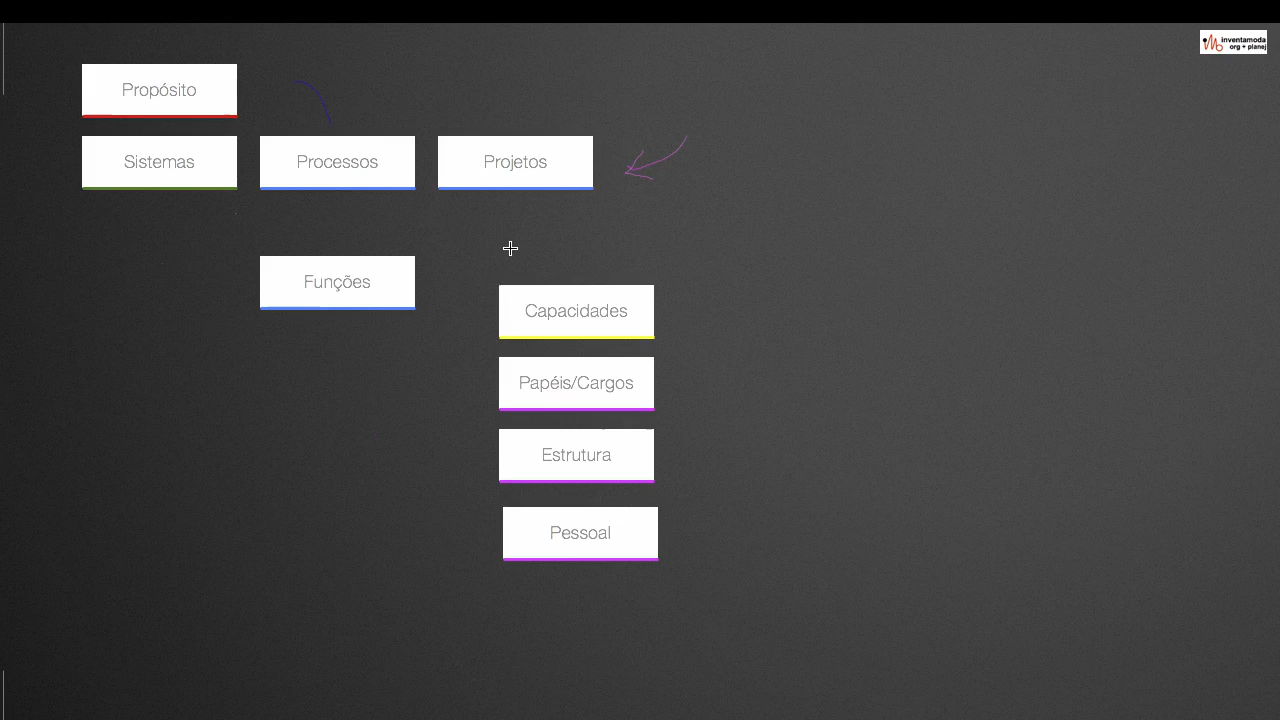 inventamoda
org + planej
Propósito
Sistemas
Processos
Projetos
Funções
Capacidades
Papéis/Cargos
Estrutura
Pessoal